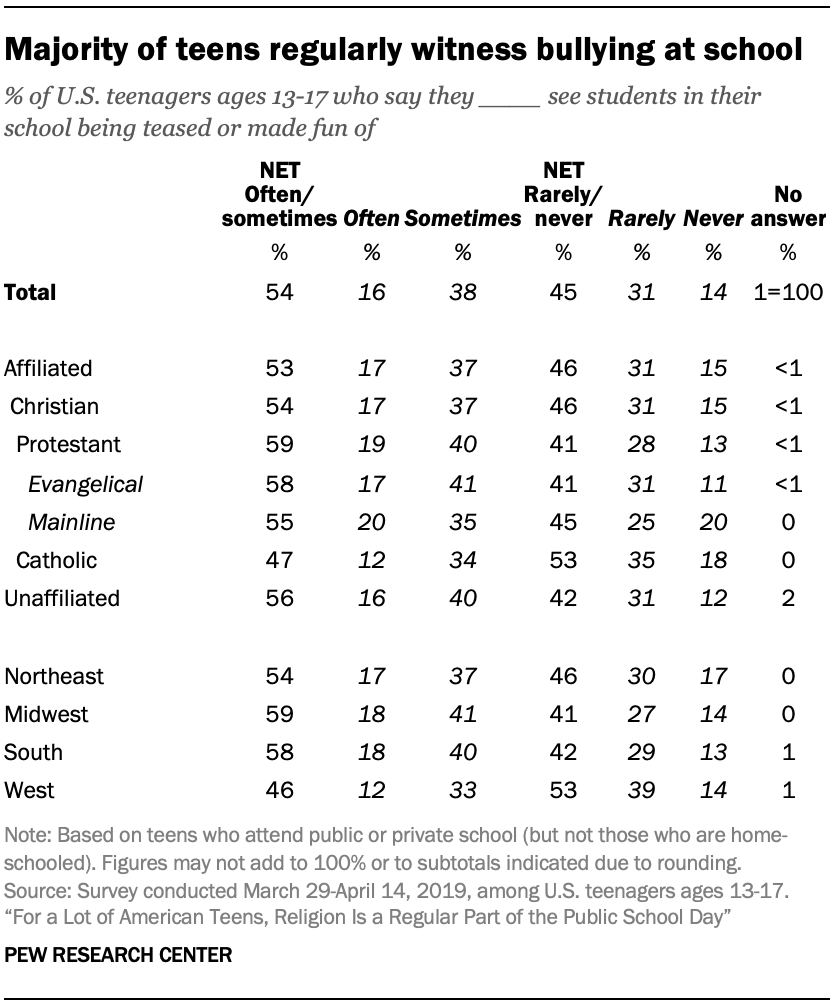 Majority of teens regularly witness bullying at school
% of U.S. teenagers ages 13-17 who say they ____ see students in their
school being teased or made fun of
NET Often/ sometimes Often Sometimes NET Rarely/ never Rarely Never No answer
% % % % % % %
Total 54 16 38 45 31 14 1=100
Affiliated 53 17 37 46 31 15 <1
Christian 54 17 37 46 31 15 <1
Protestant 59 19 40 41 28 13 <1
Evangelical 58 17 41 41 31 11 <1
Mainline 55 20 35 45 25 20 0
Catholic 47 12 34 53 35 18 0
Unaffiliated 56 16 40 42 31 12 2
Northeast 54 17 37 46 30 17 0
Midwest 59 18 41 41 27 14 0
South 58 18 40 42 29 13 1
West 46 12 33 53 39 14 1
Note: Based on teens who attend public or private school (but not those who are home-
schooled). Figures may not add to 100% or to subtotals indicated due to rounding.
Source: Survey conducted March 29-April 14, 2019, among U.S. teenagers ages 13-17.
“For a Lot of American Teens, Religion Is a Regular Part of the Public School Day”
PEW RESEARCH CENTER